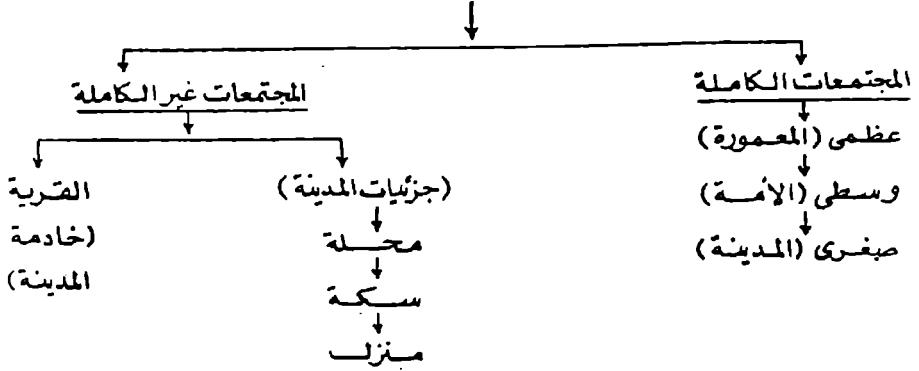 المجتمعات الكاملة
عظمى (المعمورة)
وسطى (الأمة)
صغرى (المدينة)
المجتمعات غير الكاملة
(جزئيات المدينة)
محلة
سكة
منزل
القرية
(خادمة
المدينة)